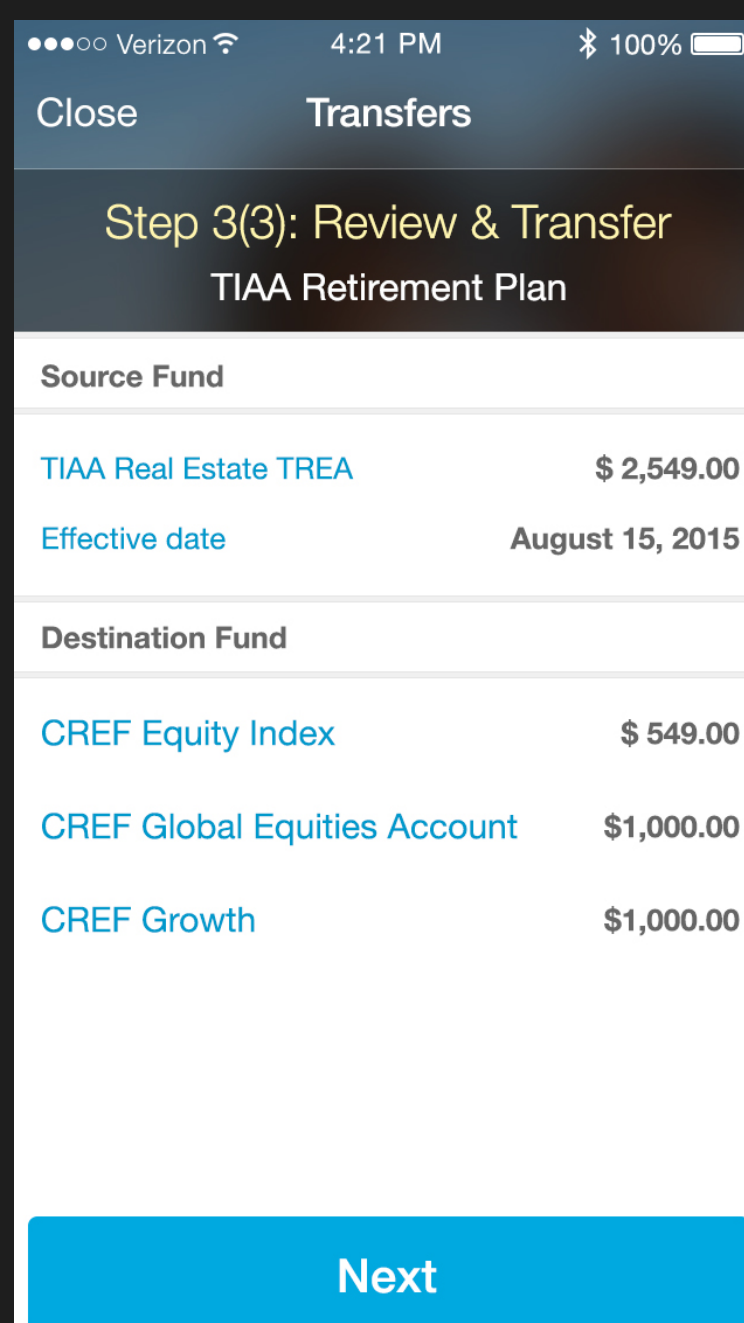 Verizon 4:21 PM 100%
Close Transfers
Step 3(3): Review & Transfer
TIAA Retirement Plan
Source Fund
TIAA Real Estate TREA $ 2,549.00
Effective date August 15, 2015
Destination Fund
CREF Equity Index $ 549.00
CREF Global Equities Account $1,000.00
CREF Growth $1,000.00
Next